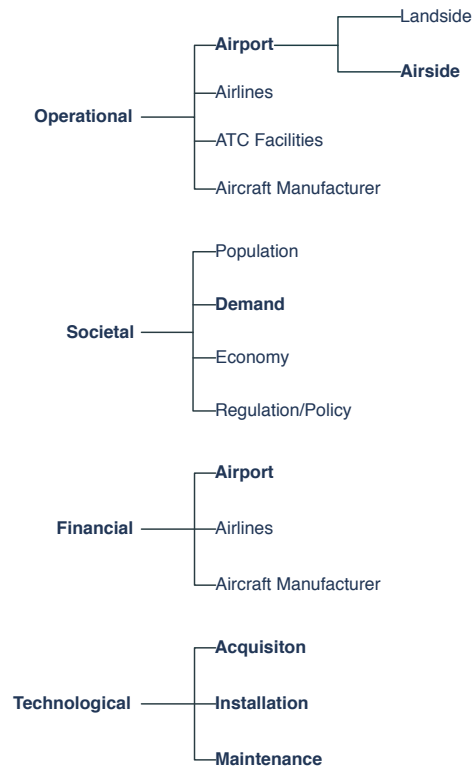 Landside
Airport
Airside
Airlines
Operational
ATC Facilities
Aircraft Manufacturer
Population
Demand
Societal
Economy
Regulation/Policy
Airport
Financial
Airlines
Aircraft Manufacturer
Acquisiton
Technological
Installation
Maintenance